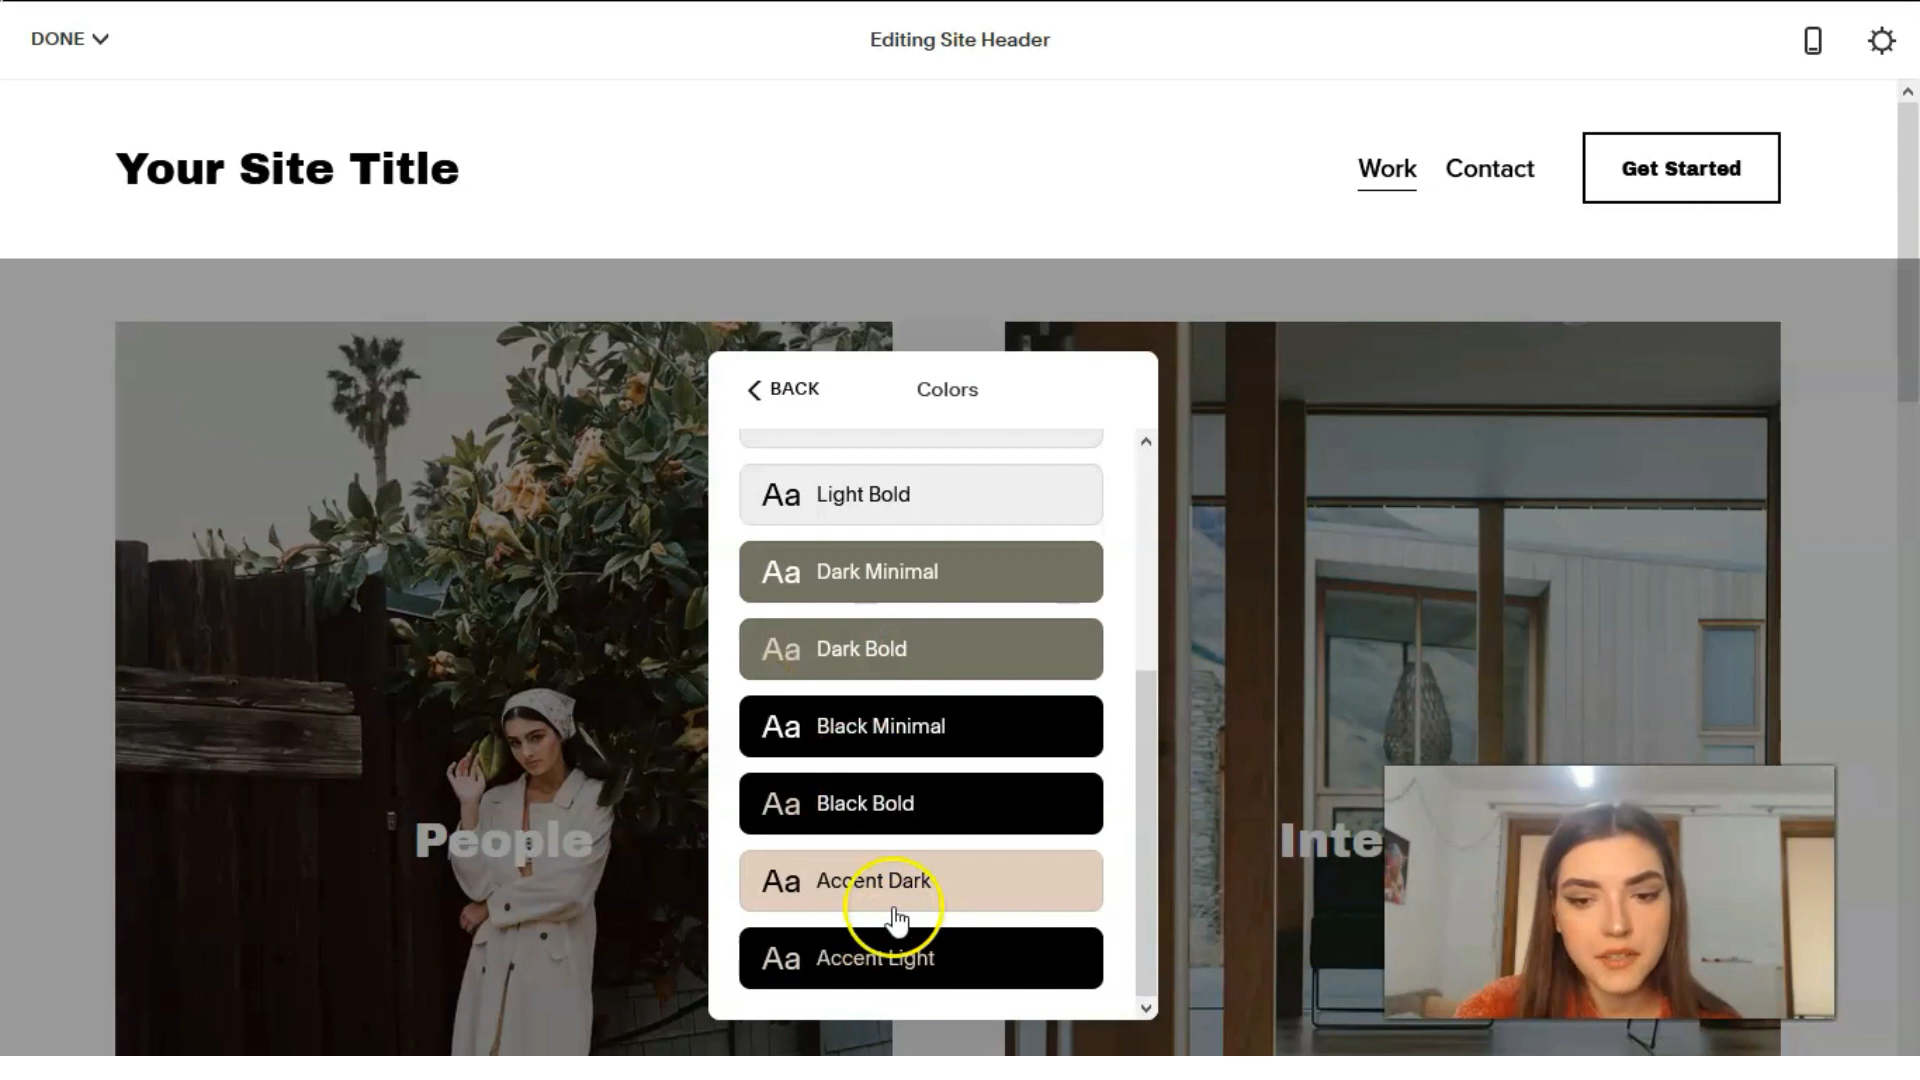 DONE
Editing Site Header
Your Site Title
Work
Contact
Get Started
BACK
Colors
Aa Light Bold
Aa Dark Minimal
Aa Dark Bold
Aa Black Minimal
Aa Black Bold
Aa Accent Dark
Aa Accent Light
People
Inte